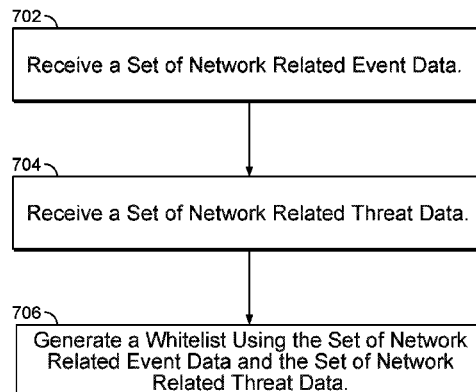 702
Receive a Set of Network Related Event Data.
704
Receive a Set of Network Related Threat Data.
706
Generate a Whitelist Using the Set of Network
Related Event Data and the Set of Network
Related Threat Data.